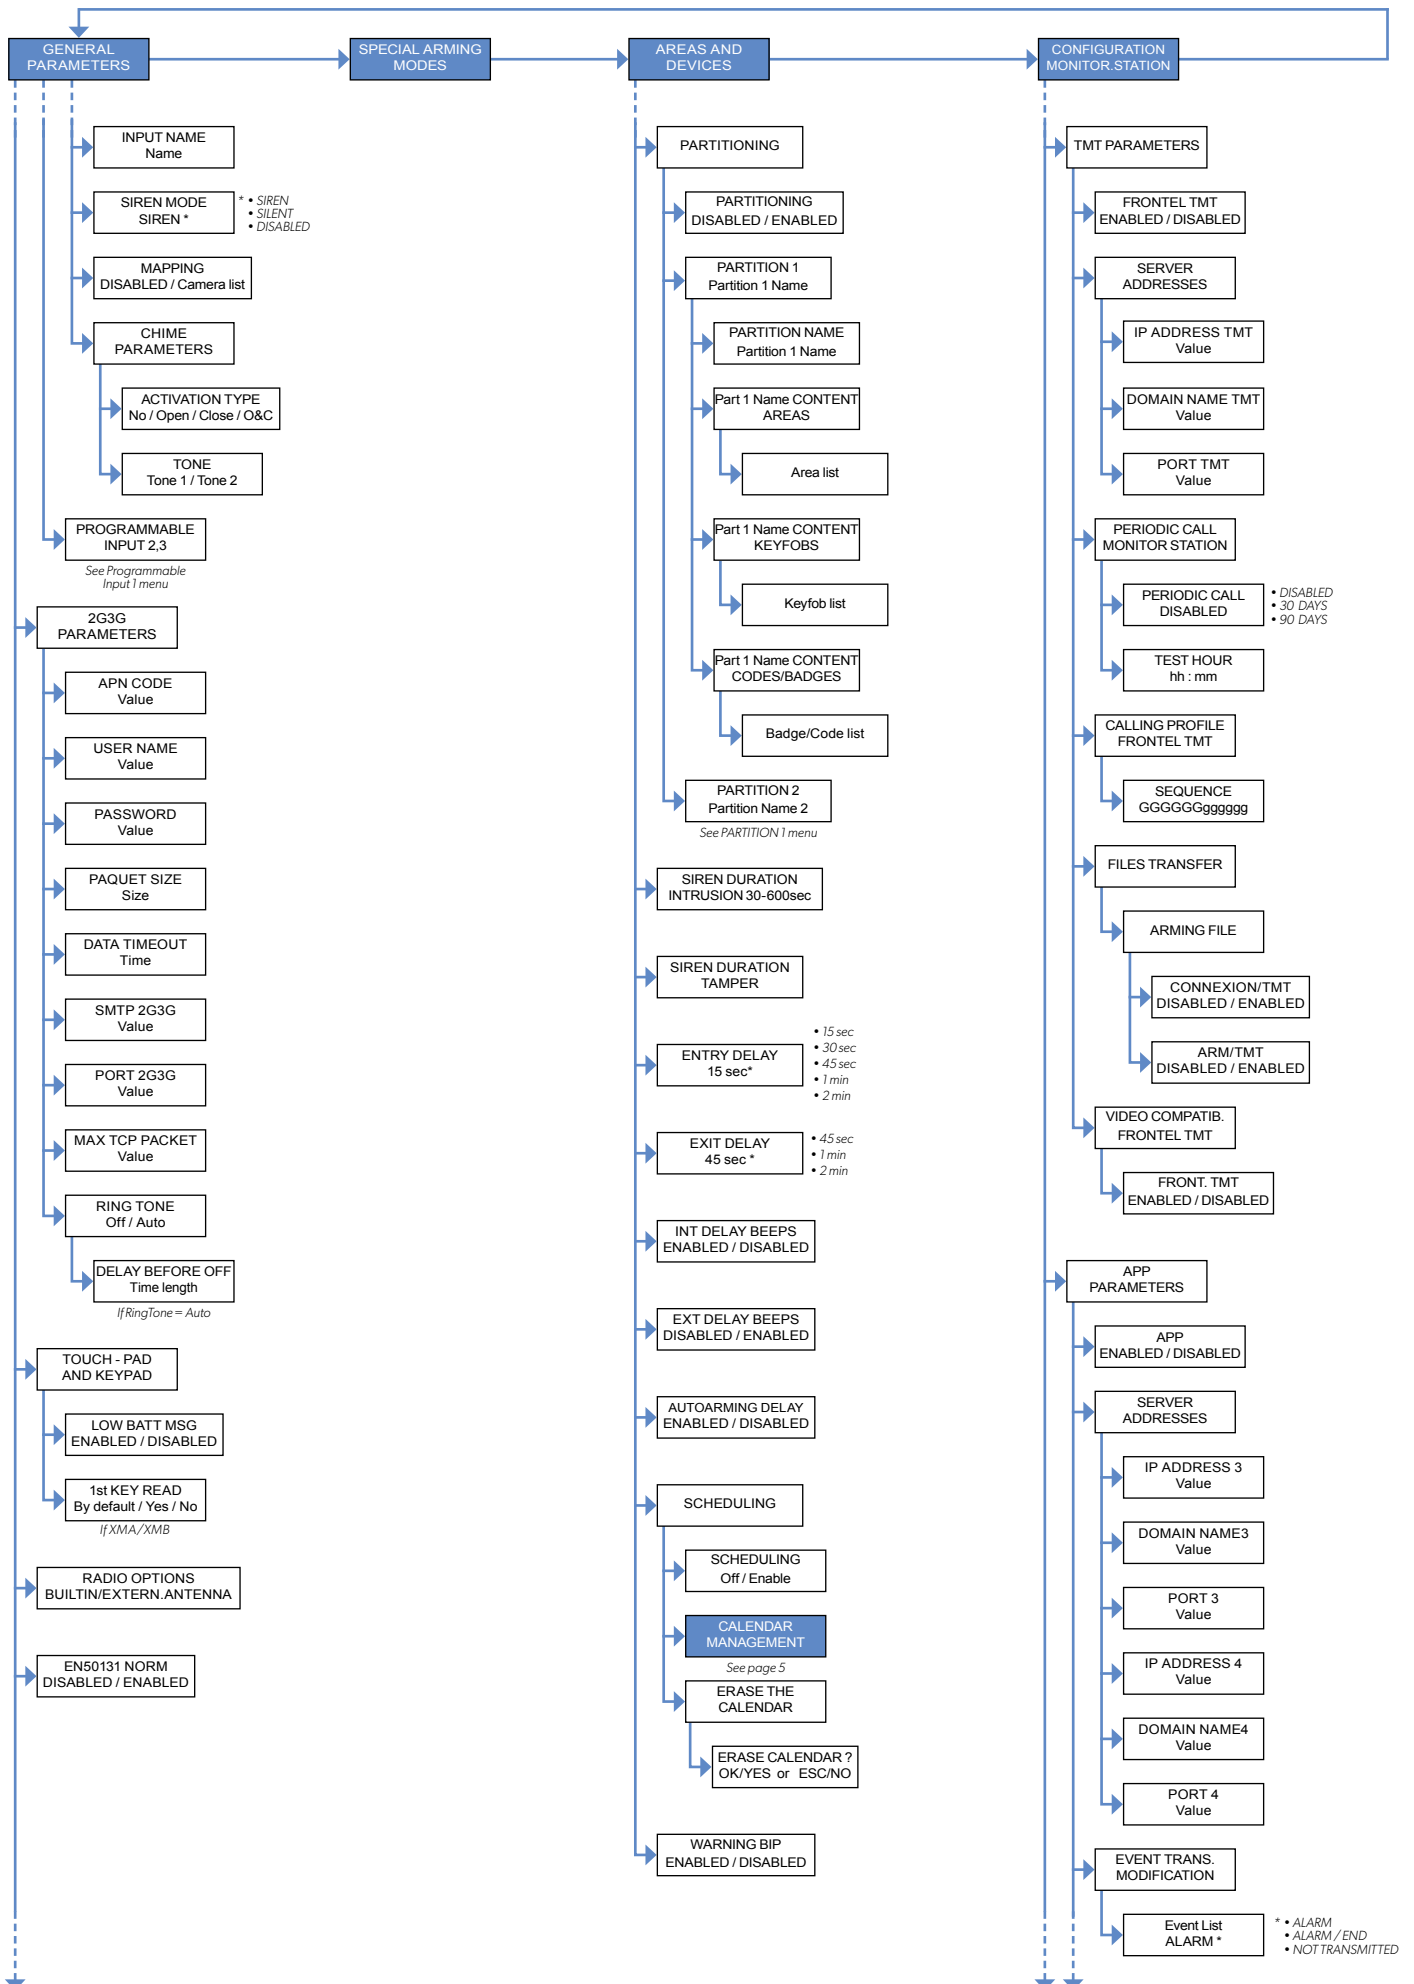 GENERAL
PARAMETERS
SPECIAL ARMING
MODES
AREAS AND
DEVICES
CONFIGURATION
MONITOR.STATION
INPUT NAME
Name
SIREN MODE
SIREN *
* • SIREN
• SILENT
• DISABLED
MAPPING
DISABLED / Camera list
CHIME
PARAMETERS
ACTIVATION TYPE
No / Open / Close / O&C
TONE
Tone 1 / Tone 2
PROGRAMMABLE
INPUT 2,3
See Programmable
Input 1 menu
2G3G
PARAMETERS
APN CODE
Value
USER NAME
Value
PASSWORD
Value
PAQUET SIZE
Size
DATA TIMEOUT
Time
SMTP 2G3G
Value
PORT 2G3G
Value
MAX TCP PACKET
Value
RING TONE
Off / Auto
DELAY BEFORE OFF
Time length
If RingTone = Auto
TOUCH - PAD
AND KEYPAD
LOW BATT MSG
ENABLED / DISABLED
1st KEY READ
By default / Yes / No
If XMA/XMB
RADIO OPTIONS
BUILTIN/EXTERN.ANTENNA
EN50131 NORM
DISABLED / ENABLED
PARTITIONING
PARTITIONING
DISABLED / ENABLED
PARTITION 1
Partition 1 Name
PARTITION NAME
Partition 1 Name
Part 1 Name CONTENT
AREAS
Area list
Part 1 Name CONTENT
KEYFOBS
Keyfob list
Part 1 Name CONTENT
CODES/BADGES
Badge/Code list
PARTITION 2
Partition Name 2
See PARTITION 1 menu
SIREN DURATION
INTRUSION 30-600sec
SIREN DURATION
TAMPER
ENTRY DELAY
15 sec*
• 15 sec
• 30 sec
• 45 sec
• 1 min
• 2 min
EXIT DELAY
45 sec *
• 45 sec
• 1 min
• 2 min
INT DELAY BEEPS
ENABLED / DISABLED
EXT DELAY BEEPS
DISABLED / ENABLED
AUTOARMING DELAY
ENABLED / DISABLED
SCHEDULING
SCHEDULING
Off / Enable
CALENDAR
MANAGEMENT
See page 5
ERASE THE
CALENDAR
ERASE CALENDAR ?
OK/YES or ESC/NO
WARNING BIP
ENABLED / DISABLED
TMT PARAMETERS
FRONTEL TMT
ENABLED / DISABLED
SERVER
ADDRESSES
IP ADDRESS TMT
Value
DOMAIN NAME TMT
Value
PORT TMT
Value
PERIODIC CALL
MONITOR STATION
PERIODIC CALL
DISABLED
• DISABLED
• 30 DAYS
• 90 DAYS
TEST HOUR
hh : mm
CALLING PROFILE
FRONTEL TMT
SEQUENCE
GGGGGGgggggg
FILES TRANSFER
ARMING FILE
CONNEXION/TMT
DISABLED / ENABLED
ARM/TMT
DISABLED / ENABLED
VIDEO COMPATIB.
FRONTEL TMT
FRONT. TMT
ENABLED / DISABLED
APP
PARAMETERS
APP
ENABLED / DISABLED
SERVER
ADDRESSES
IP ADDRESS 3
Value
DOMAIN NAME3
Value
PORT 3
Value
IP ADDRESS 4
Value
DOMAIN NAME4
Value
PORT 4
Value
EVENT TRANS.
MODIFICATION
Event List
ALARM *
* • ALARM
• ALARM / END
• NOT TRANSMITTED